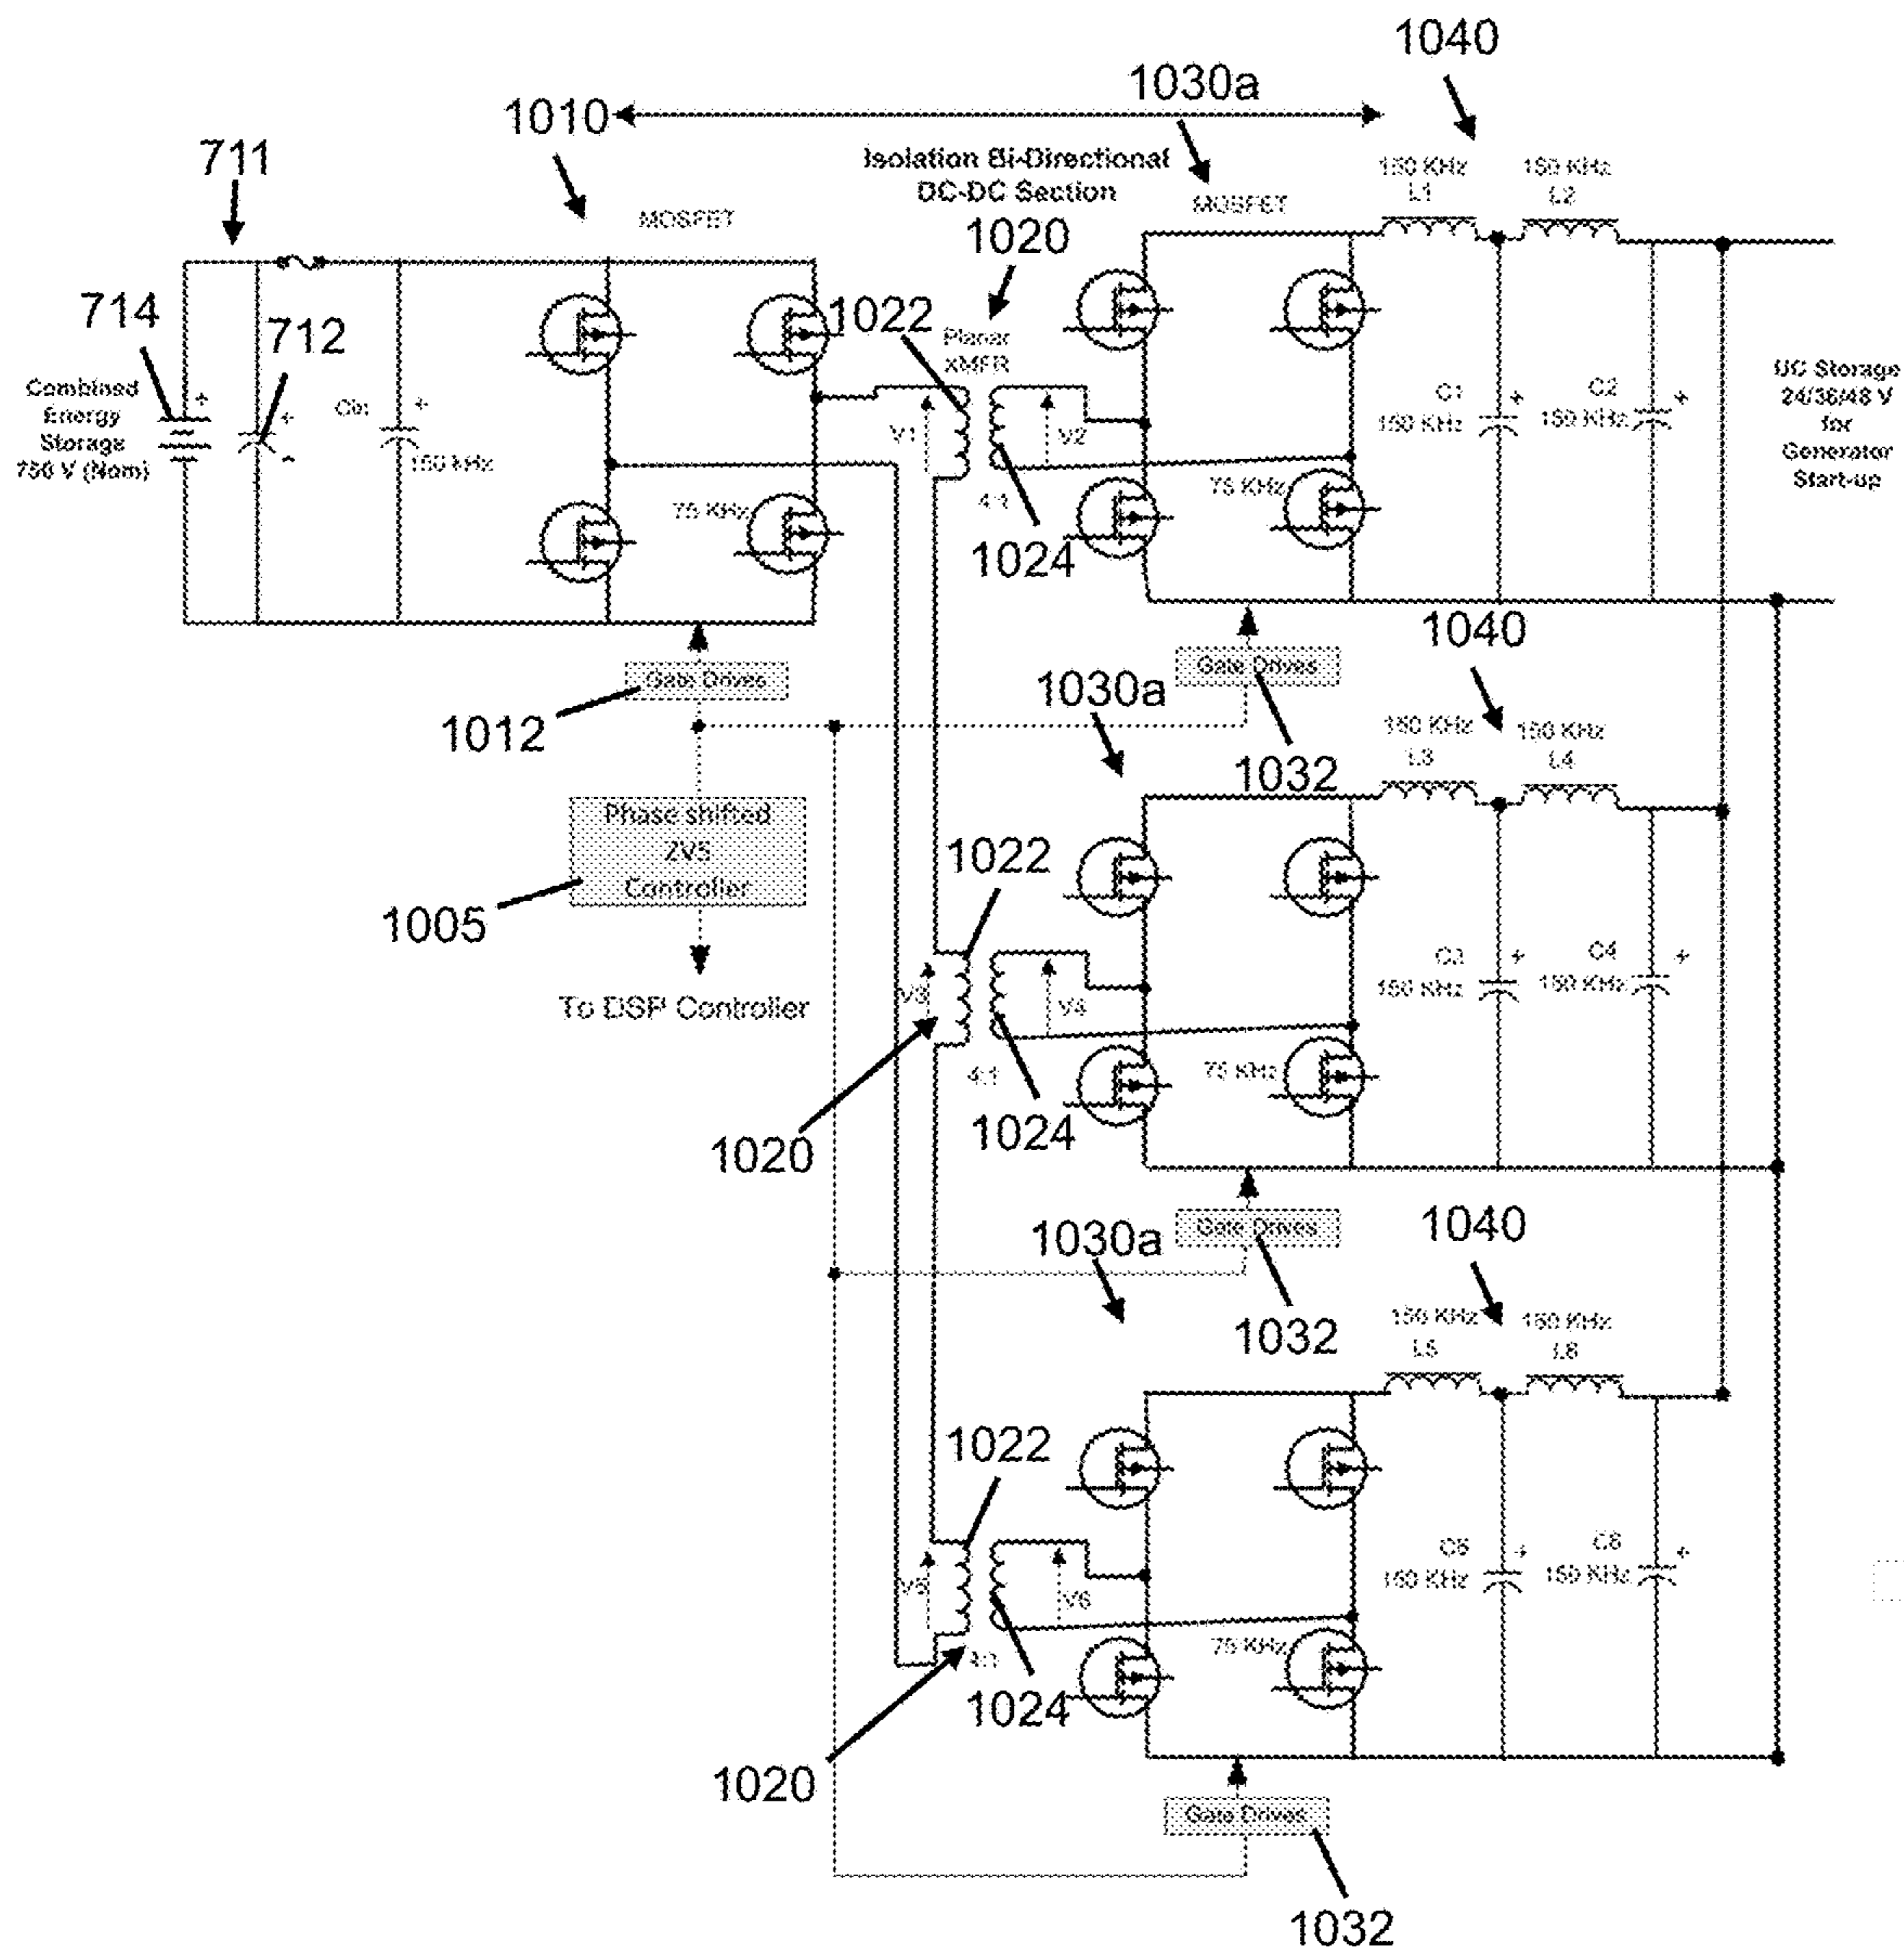 1040
1030a
1010
711
Isolation Bi-Directional
DC-DC Section
150 KHz
L1
150 KHz
L2
MOSFET
MOSFET
1020
714
712
1022
Planar
XMFR
Combined
Energy
Storage
750 V (Nom)
+
+
-
Cin
+
150 kHz
V1
V2
4:1
75 KHz
75 KHz
1024
C1
+
150 KHz
C2
+
150 KHz
UC Storage
24/36/48 V
for
Generator
Start-up
1040
Gate Drives
1012
Gate Drives
1030a
1032
150 KHz
L3
150 KHz
L4
Phase shifted
ZVS
Controller
1005
To DSP Controller
1022
V3
V4
4:1
75 KHz
1020
1024
C3
+
150 KHz
C4
+
150 KHz
1030a
Gate Drives
1040
1032
150 KHz
L5
150 KHz
L6
1022
V5
V6
4:1
75 KHz
1020
1024
C5
+
150 KHz
C6
+
150 KHz
Gate Drives
1032